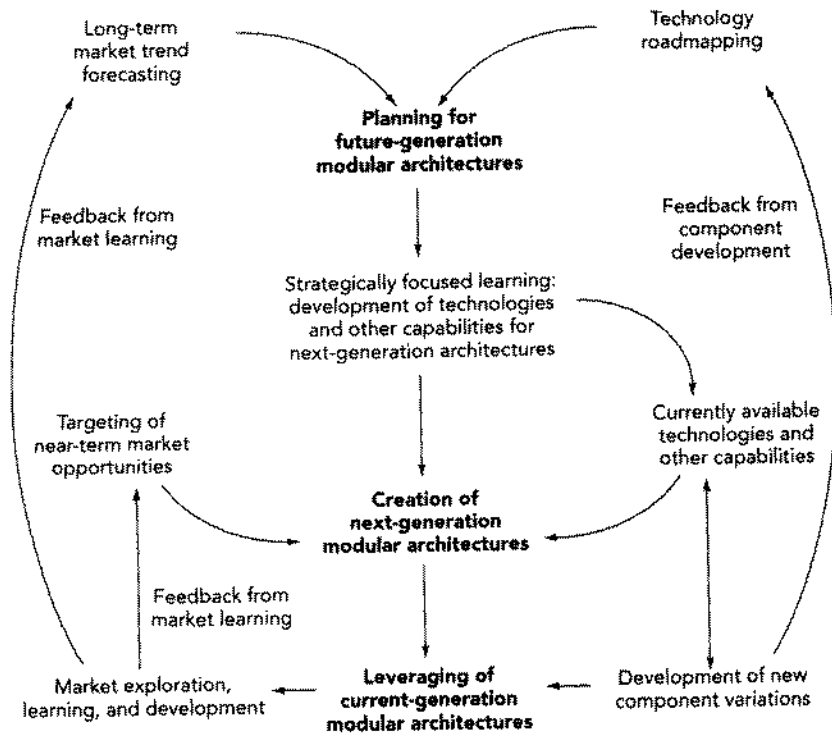 Long-term
market trend
forecasting
Technology
roadmapping
Planning for
future-generation
modular architectures
Feedback from
market learning
Feedback from
component
development
Strategically focused learning:
development of technologies
and other capabilities for
next-generation architectures
Targeting of
near-term market
opportunities
Currently available
technologies and
other capabilities
Creation of
next-generation
modular architectures
Feedback from
market learning
Market exploration,
learning, and development
Leveraging of
current-generation
modular architectures
Development of new
component variations